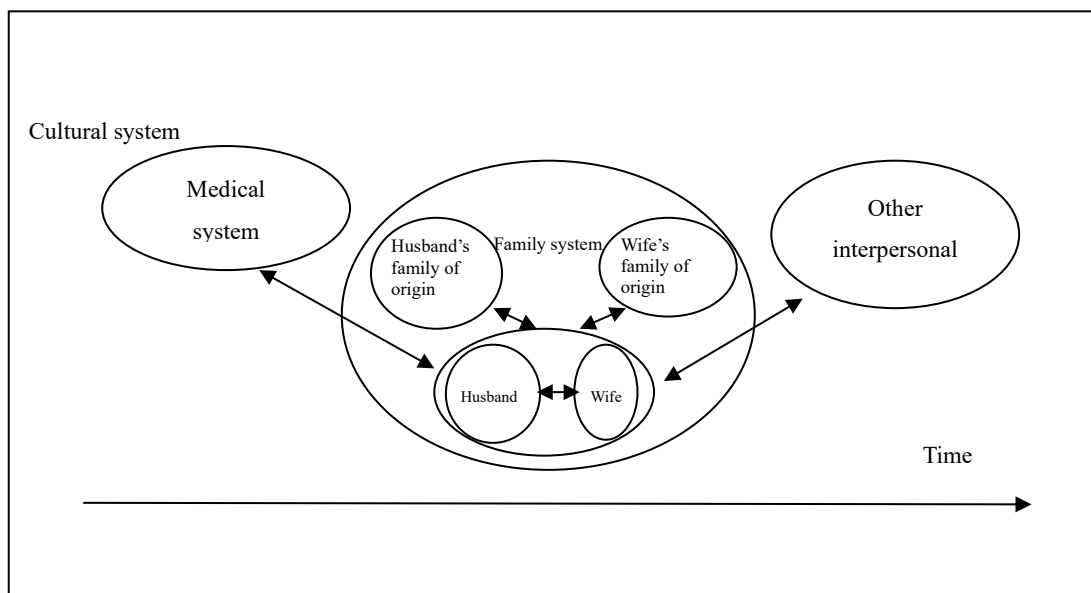 Cultural system
Medical
system
Husband's
family of
origin
Family system
Wife's
family of
origin
Other
interpersonal
Husband
Wife
Time